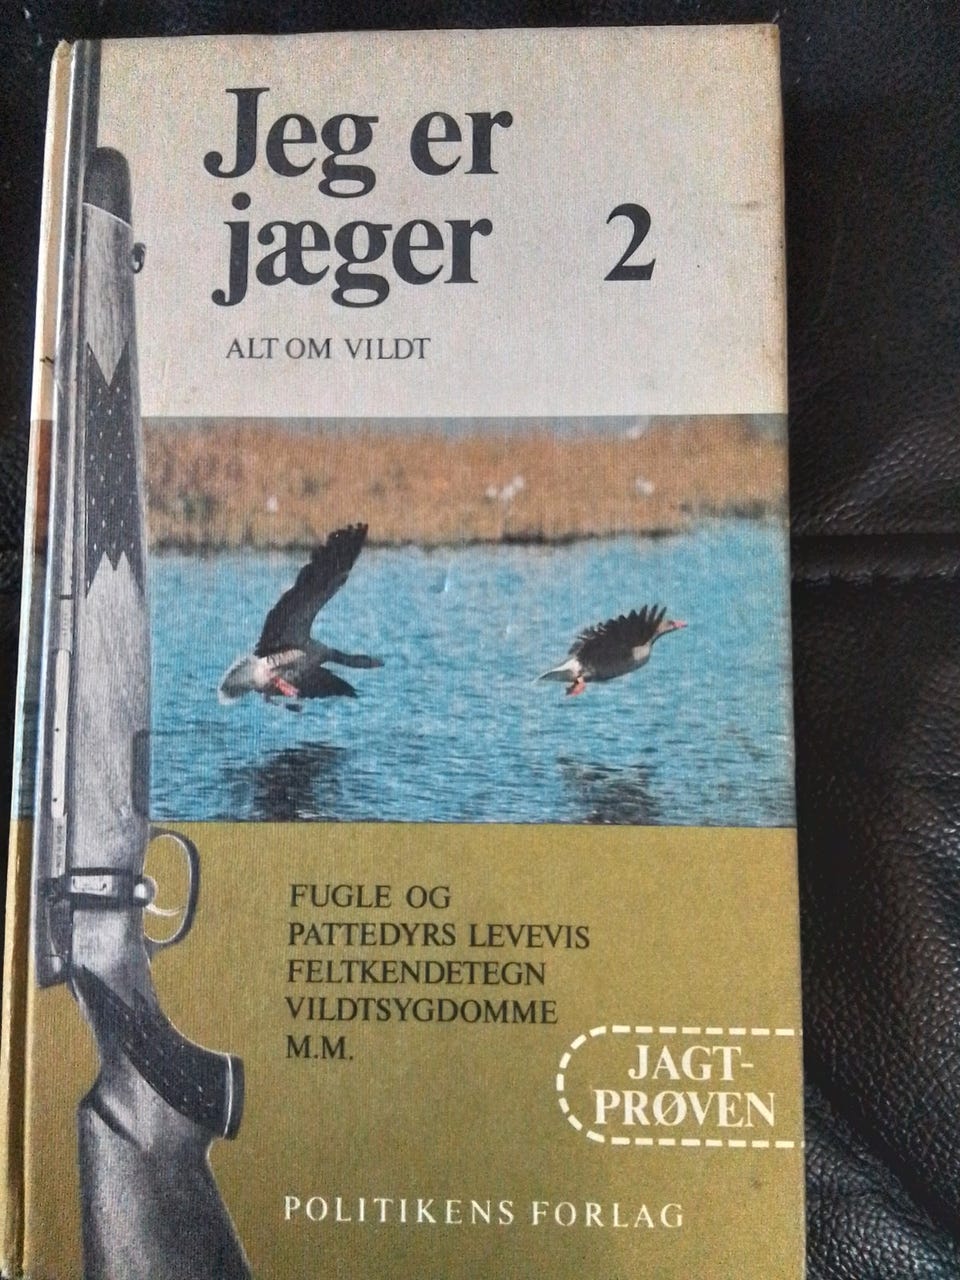 Jeg er
jæger 2
ALT OM VILDT
FUGLE OG
PATTEDYRS LEVEVIS
FELTKENDETEGN
VILDTSYGDOMME
M.M.
JAGT-
PRØVEN
POLITIKENS FORLAG